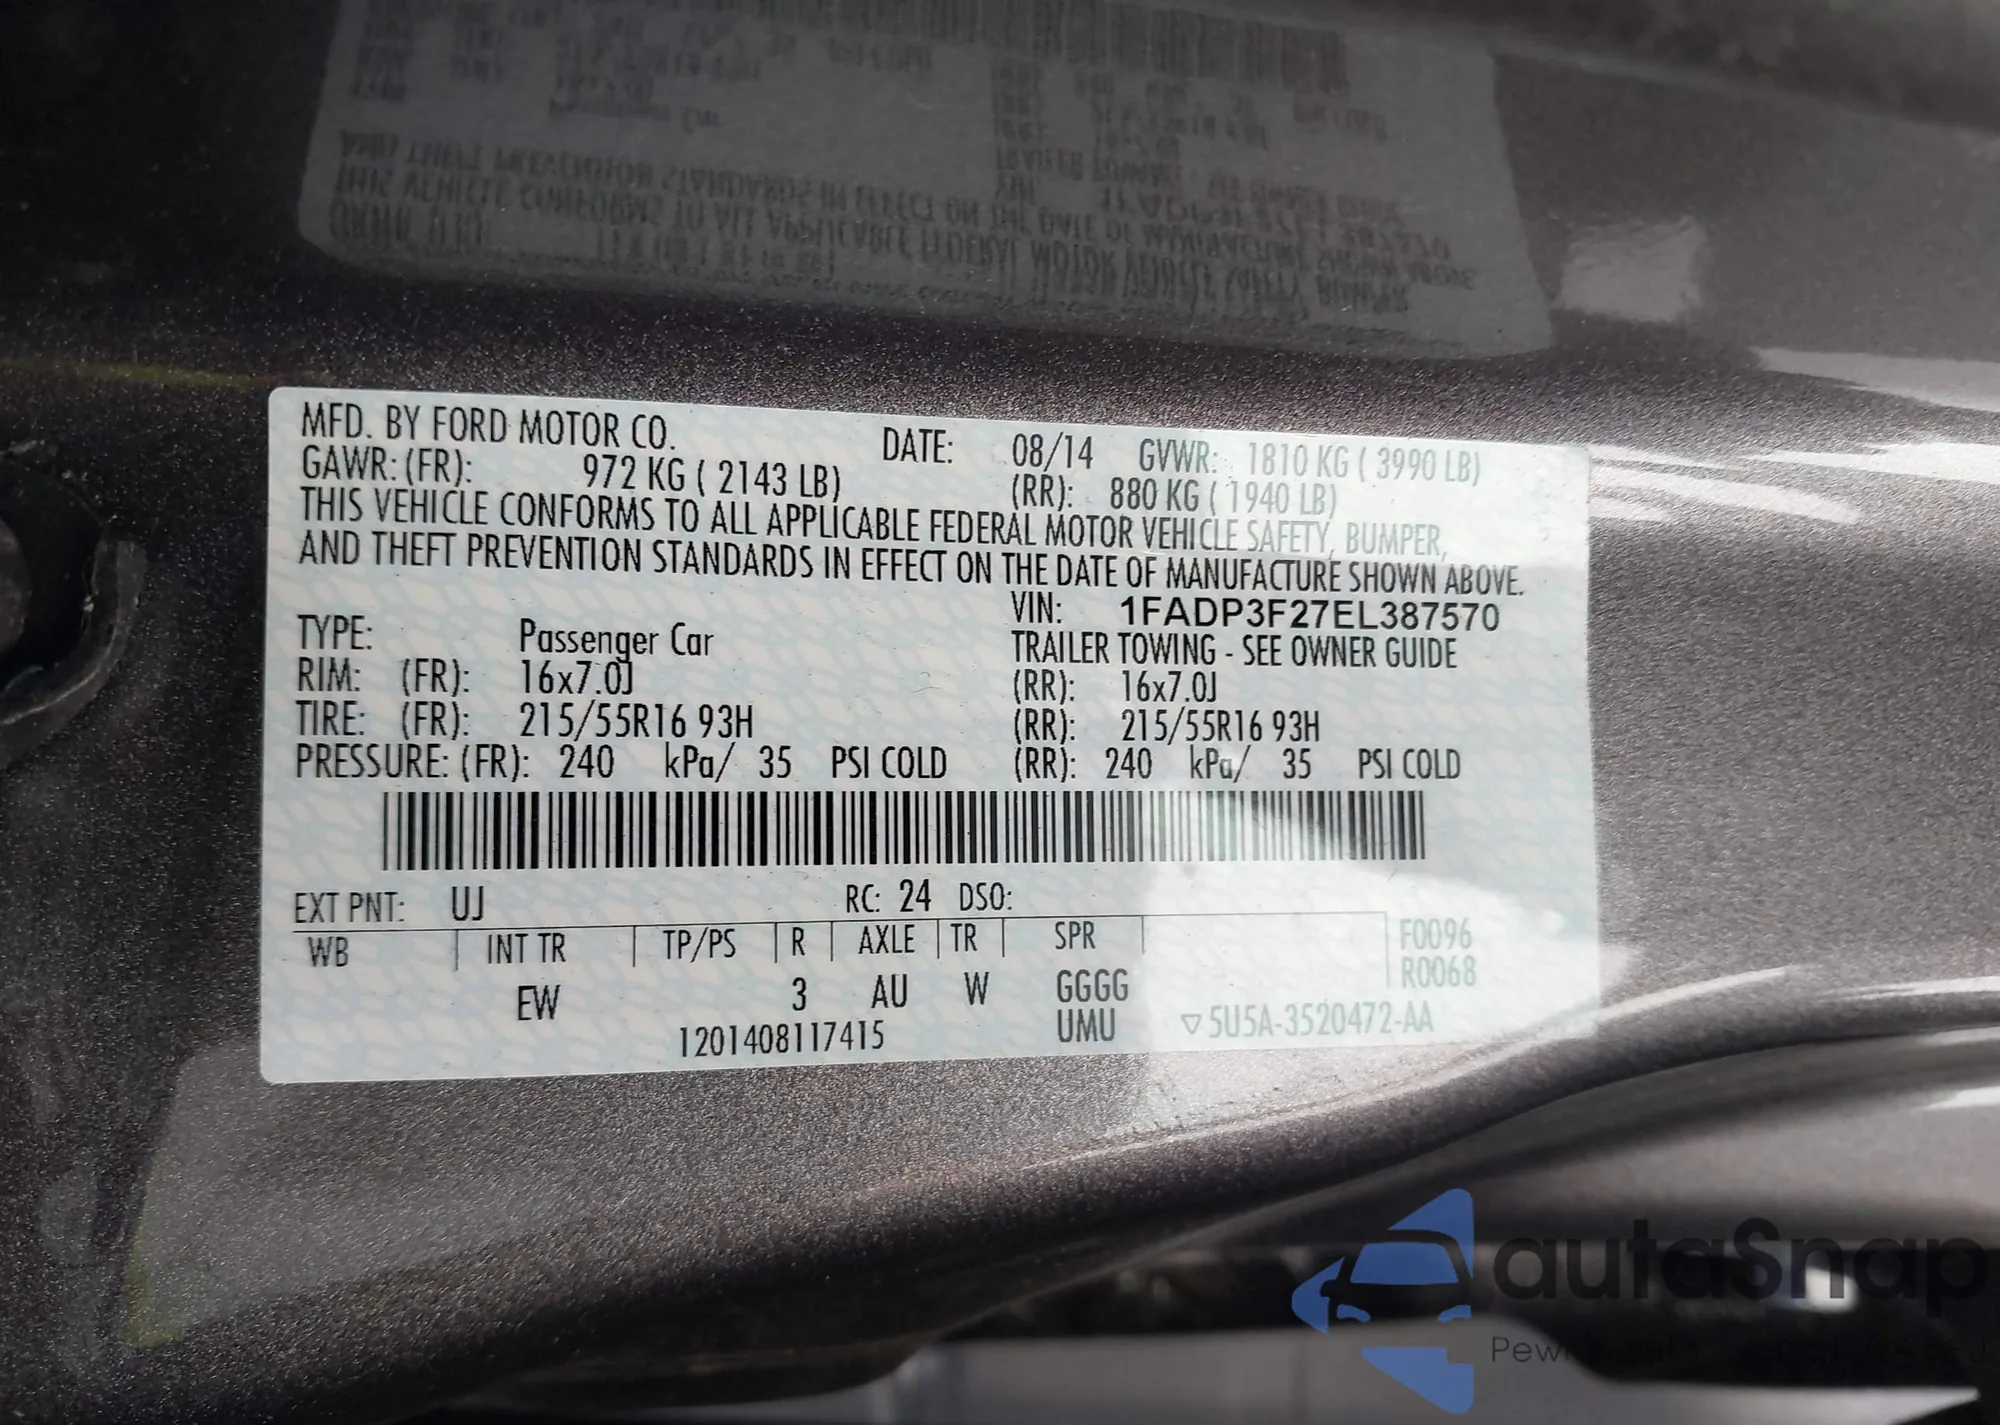 MFD. BY FORD MOTOR CO. DATE: 08/14 GVWR: 1810 KG ( 3990 LB)
GAWR: (FR): 972 KG ( 2143 LB) (RR): 880 KG ( 1940 LB)
THIS VEHICLE CONFORMS TO ALL APPLICABLE FEDERAL MOTOR VEHICLE SAFETY, BUMPER,
AND THEFT PREVENTION STANDARDS IN EFFECT ON THE DATE OF MANUFACTURE SHOWN ABOVE.
VIN: 1FADP3F27EL387570
TYPE: Passenger Car TRAILER TOWING - SEE OWNER GUIDE
RIM: (FR): 16x7.0J (RR): 16x7.0J
TIRE: (FR): 215/55R16 93H (RR): 215/55R16 93H
PRESSURE: (FR): 240 kPa/ 35 PSI COLD (RR): 240 kPa/ 35 PSI COLD
EXT PNT: UJ RC: 24 DSO:
WB INT TR TP/PS R AXLE TR SPR F0096
R0068
EW 3 AU W GGGG
1201408117415 UMU ▽5U5A-3520472-AA
autaSnap